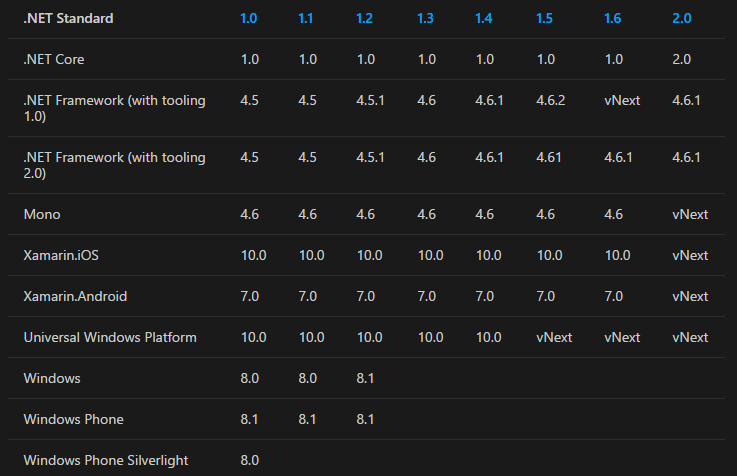 .NET Standard 1.0 1.1 1.2 1.3 1.4 1.5 1.6 2.0
.NET Core 1.0 1.0 1.0 1.0 1.0 1.0 1.0 2.0
.NET Framework (with tooling 4.5 4.5 4.5.1 4.6 4.6.1 4.6.2 vNext 4.6.1
1.0)
.NET Framework (with tooling 4.5 4.5 4.5.1 4.6 4.6.1 4.61 4.6.1 4.6.1
2.0)
Mono 4.6 4.6 4.6 4.6 4.6 4.6 4.6 vNext
Xamarin.iOS 10.0 10.0 10.0 10.0 10.0 10.0 10.0 vNext
Xamarin.Android 7.0 7.0 7.0 7.0 7.0 7.0 7.0 vNext
Universal Windows Platform 10.0 10.0 10.0 10.0 10.0 vNext vNext vNext
Windows 8.0 8.0 8.1
Windows Phone 8.1 8.1 8.1
Windows Phone Silverlight 8.0